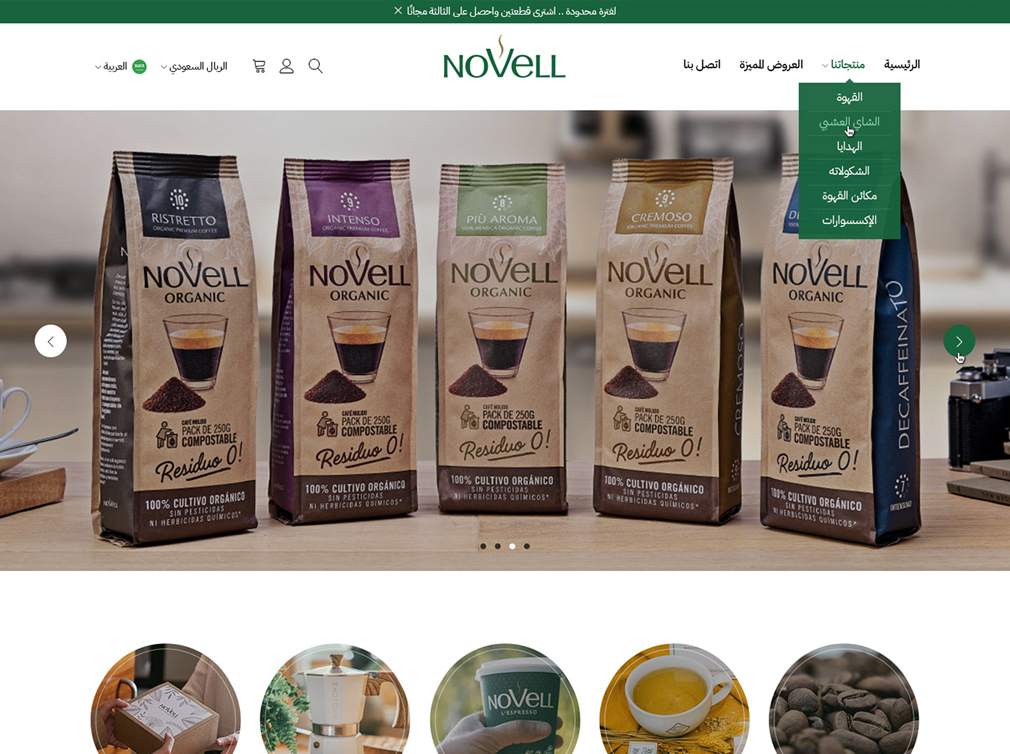 لفترة محدودة .. اشترى قطعتين واحصل على الثالثة مجانًا
الرئيسية
منتجاتنا
العروض المميزة
اتصل بنا
NOVELL
الريال السعودي
العربية
القهوة
الشاي العشبي
الهدايا
الشكولاته
مكائن القهوة
الإكسسوارات
10
RISTRETTO
ORGANIC PREMIUM COFFEE
NOVELL
ORGANIC
CAFÉ MOLIDO
PACK DE 250G
COMPOSTABLE
Residuo 0!
100% CULTIVO ORGÁNICO
SIN PESTICIDAS
NI HERBICIDAS QUÍMICOS*
9
INTENSO
ORGANIC PREMIUM COFFEE
NOVELL
ORGANIC
CAFÉ MOLIDO
PACK DE 250G
COMPOSTABLE
Residuo 0!
100% CULTIVO ORGÁNICO
SIN PESTICIDAS
NI HERBICIDAS QUÍMICOS*
8
PIÙ AROMA
100% ARABICA ORGANIC COFFEE
NOVELL
ORGANIC
CAFÉ MOLIDO
PACK DE 250G
COMPOSTABLE
Residuo 0!
100% CULTIVO ORGÁNICO
SIN PESTICIDAS
NI HERBICIDAS QUÍMICOS*
9
CREMOSO
ORGANIC PREMIUM COFFEE
NOVELL
ORGANIC
CAFÉ MOLIDO
PACK DE 250G
COMPOSTABLE
Residuo 0!
100% CULTIVO ORGÁNICO
SIN PESTICIDAS
NI HERBICIDAS QUÍMICOS*
CREMOSO
NOVELL
ORGANIC
CAFÉ MOLIDO
PACK DE 250G
COMPOSTABLE
Residuo 0!
100% CULTIVO ORGÁNICO
SIN PESTICIDAS
NI HERBICIDAS QUÍMICOS*
DECAFFEINATO
INTENSO
NOVELL
NOVELL
L'ESPRESSO